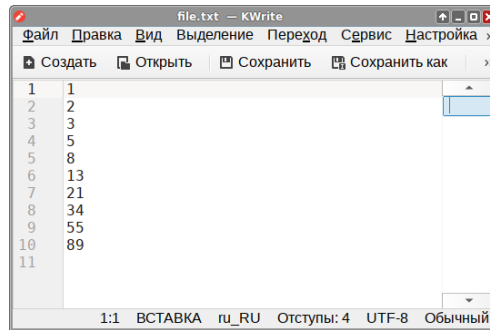 file.txt — KWrite
Файл Правка Вид Выделение Переход Сервис Настройка
Создать Открыть Сохранить Сохранить как
1 1
2 2
3 3
4 5
5 8
6 13
7 21
8 34
9 55
10 89
11
1:1 ВСТАВКА ru_RU Отступы: 4 UTF-8 Обычный